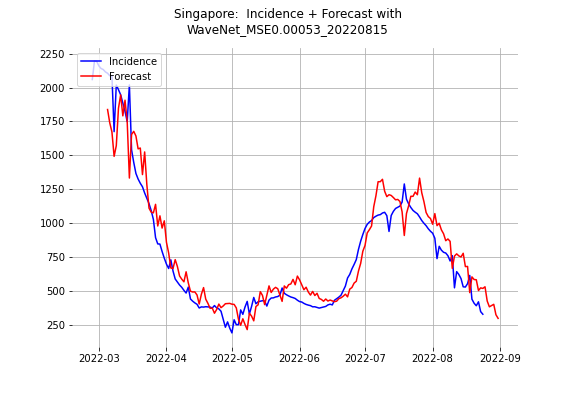 Singapore:  Incidence + Forecast with
WaveNet_MSE0.00053_20220815
Incidence
Forecast
2250
2000
1750
1500
1250
1000
750
500
250
2022-03 2022-04 2022-05 2022-06 2022-07 2022-08 2022-09